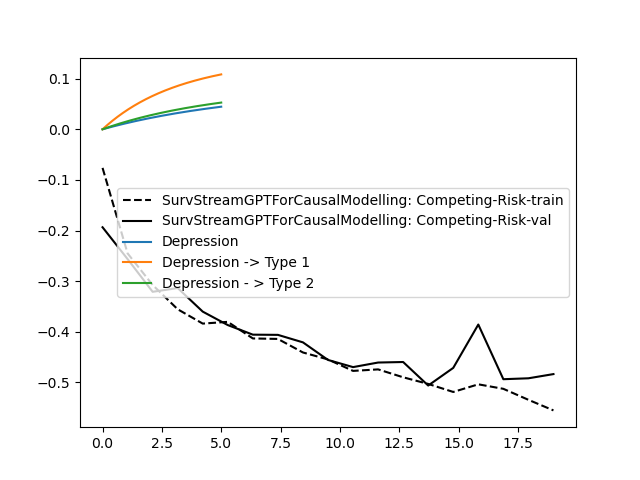 0.1
0.0
−0.1
−0.2
−0.3
−0.4
−0.5
SurvStreamGPTForCausalModelling: Competing-Risk-train
SurvStreamGPTForCausalModelling: Competing-Risk-val
Depression
Depression -> Type 1
Depression - > Type 2
0.0 2.5 5.0 7.5 10.0 12.5 15.0 17.5